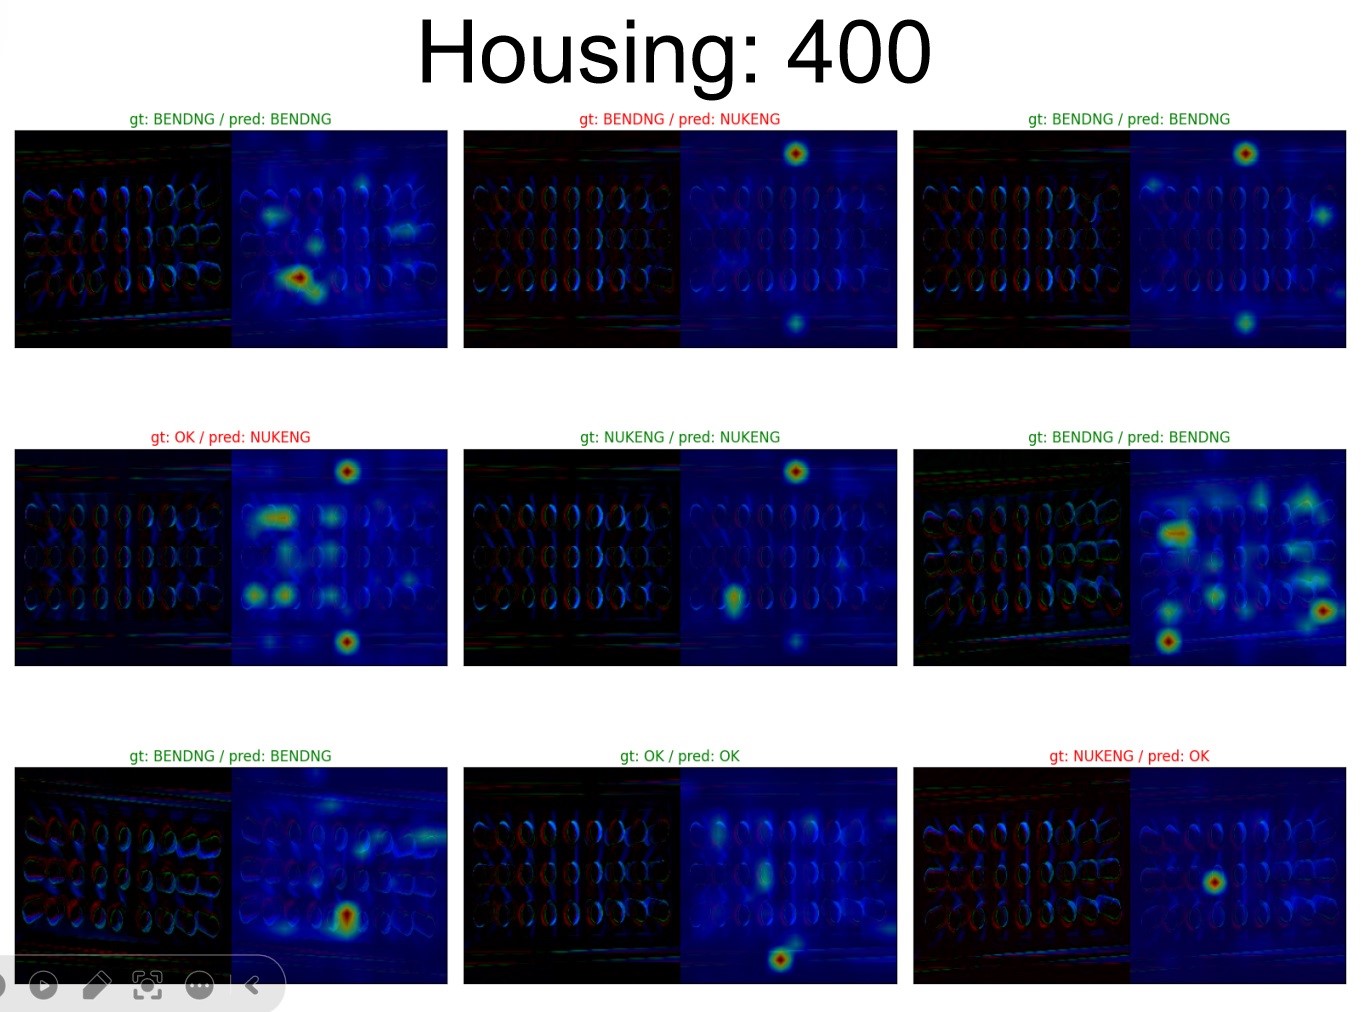 Housing: 400
gt: BENDNG / pred: BENDNG
gt: BENDNG / pred: NUKENG
gt: BENDNG / pred: BENDNG
gt: OK / pred: NUKENG
gt: NUKENG / pred: NUKENG
gt: BENDNG / pred: BENDNG
gt: BENDNG / pred: BENDNG
gt: OK / pred: OK
gt: NUKENG / pred: OK